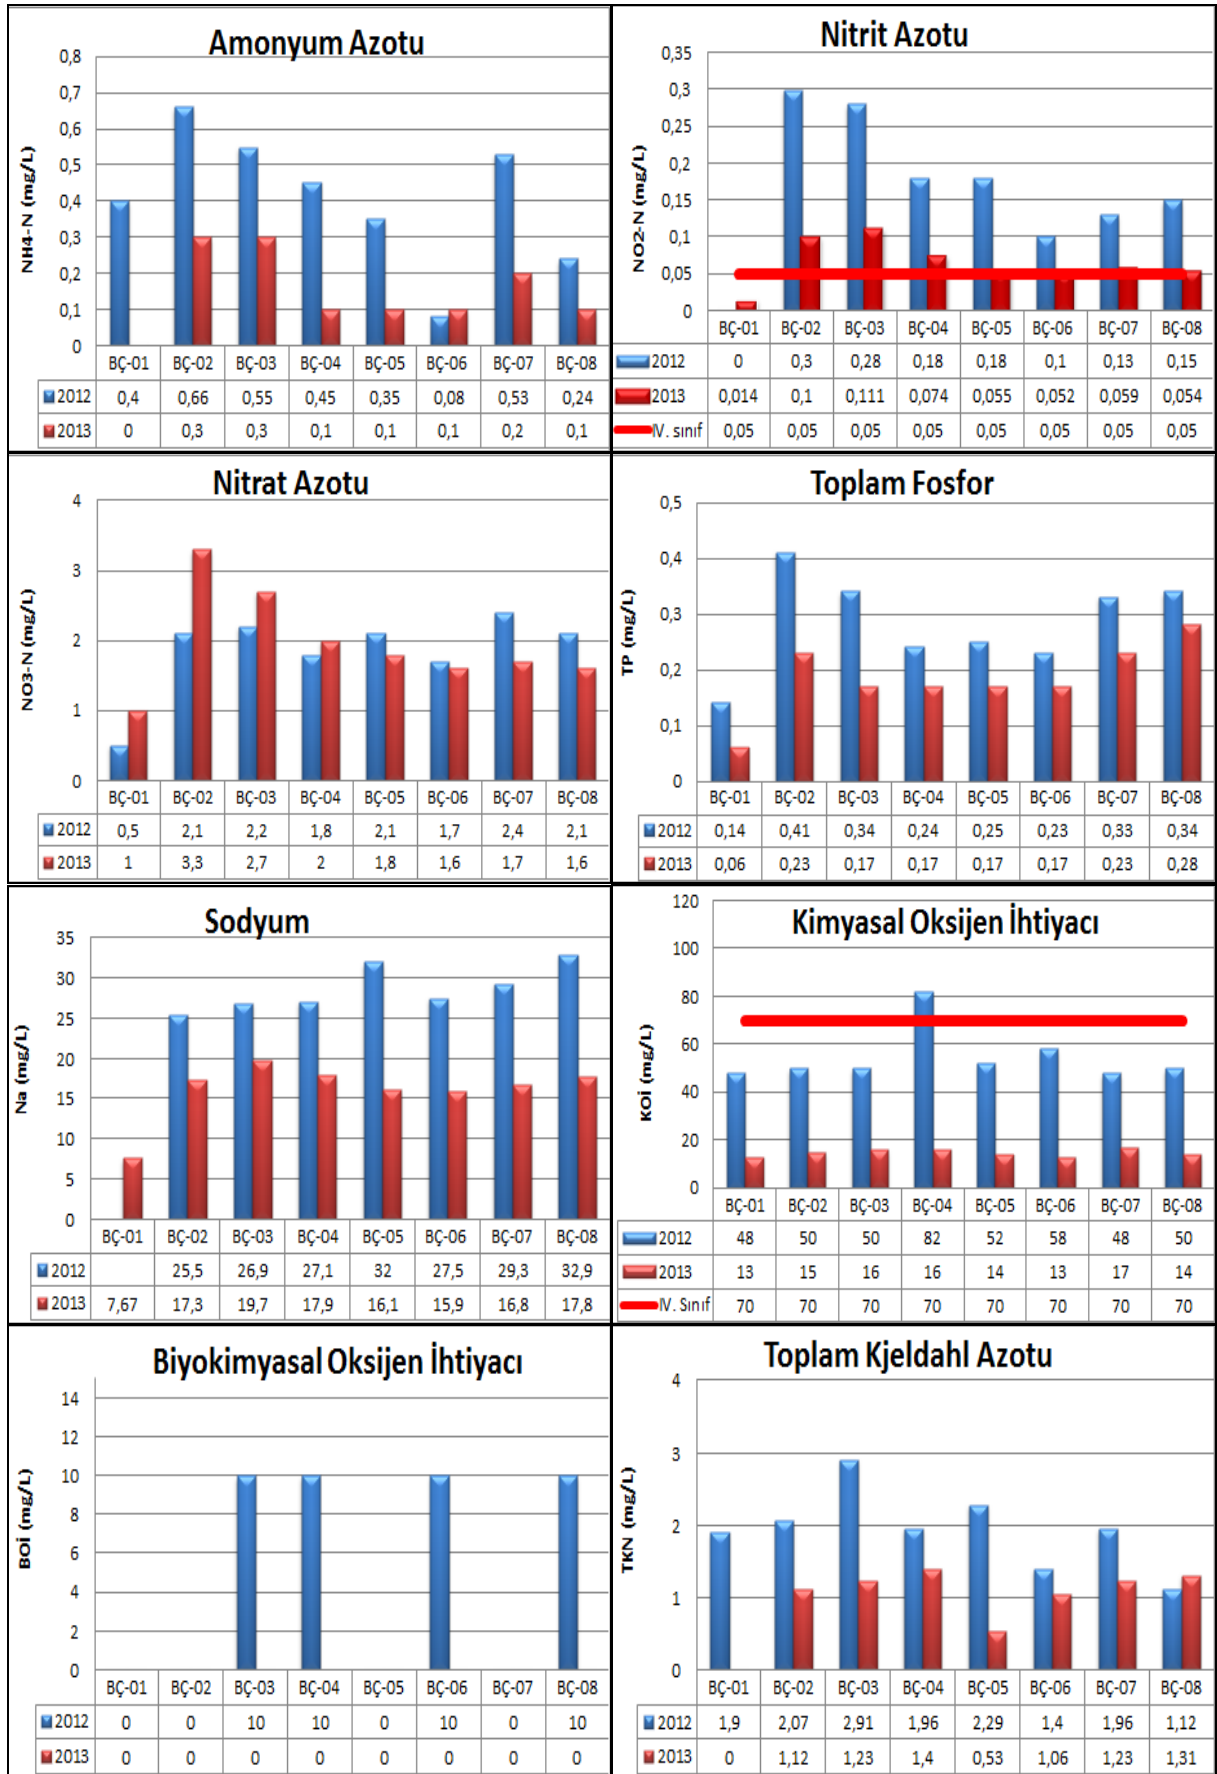 Amonyum Azotu
NH4-N (mg/L)
0,8
0,7
0,6
0,5
0,4
0,3
0,2
0,1
0
BÇ-01 BÇ-02 BÇ-03 BÇ-04 BÇ-05 BÇ-06 BÇ-07 BÇ-08
2012 0,4 0,66 0,55 0,45 0,35 0,08 0,53 0,24
2013 0 0,3 0,3 0,1 0,1 0,1 0,2 0,1
Nitrit Azotu
NO2-N (mg/L)
0,35
0,3
0,25
0,2
0,15
0,1
0,05
0
BÇ-01 BÇ-02 BÇ-03 BÇ-04 BÇ-05 BÇ-06 BÇ-07 BÇ-08
2012 0 0,3 0,28 0,18 0,18 0,1 0,13 0,15
2013 0,014 0,1 0,111 0,074 0,055 0,052 0,059 0,054
IV. sınıf 0,05 0,05 0,05 0,05 0,05 0,05 0,05 0,05
Nitrat Azotu
NO3-N (mg/L)
4
3
2
1
0
BÇ-01 BÇ-02 BÇ-03 BÇ-04 BÇ-05 BÇ-06 BÇ-07 BÇ-08
2012 0,5 2,1 2,2 1,8 2,1 1,7 2,4 2,1
2013 1 3,3 2,7 2 1,8 1,6 1,7 1,6
Toplam Fosfor
TP (mg/L)
0,5
0,4
0,3
0,2
0,1
0
BÇ-01 BÇ-02 BÇ-03 BÇ-04 BÇ-05 BÇ-06 BÇ-07 BÇ-08
2012 0,14 0,41 0,34 0,24 0,25 0,23 0,33 0,34
2013 0,06 0,23 0,17 0,17 0,17 0,17 0,23 0,28
Sodyum
Na (mg/L)
35
30
25
20
15
10
5
0
BÇ-01 BÇ-02 BÇ-03 BÇ-04 BÇ-05 BÇ-06 BÇ-07 BÇ-08
2012 25,5 26,9 27,1 32 27,5 29,3 32,9
2013 7,67 17,3 19,7 17,9 16,1 15,9 16,8 17,8
Kimyasal Oksijen İhtiyacı
KOİ (mg/L)
120
100
80
60
40
20
0
BÇ-01 BÇ-02 BÇ-03 BÇ-04 BÇ-05 BÇ-06 BÇ-07 BÇ-08
2012 48 50 50 82 52 58 48 50
2013 13 15 16 16 14 13 17 14
IV. Sınıf 70 70 70 70 70 70 70 70
Biyokimyasal Oksijen İhtiyacı
BOİ (mg/L)
14
12
10
8
6
4
2
0
BÇ-01 BÇ-02 BÇ-03 BÇ-04 BÇ-05 BÇ-06 BÇ-07 BÇ-08
2012 0 0 10 10 0 10 0 10
2013 0 0 0 0 0 0 0 0
Toplam Kjeldahl Azotu
TKN (mg/L)
4
3
2
1
0
BÇ-01 BÇ-02 BÇ-03 BÇ-04 BÇ-05 BÇ-06 BÇ-07 BÇ-08
2012 1,9 2,07 2,91 1,96 2,29 1,4 1,96 1,12
2013 0 1,12 1,23 1,4 0,53 1,06 1,23 1,31